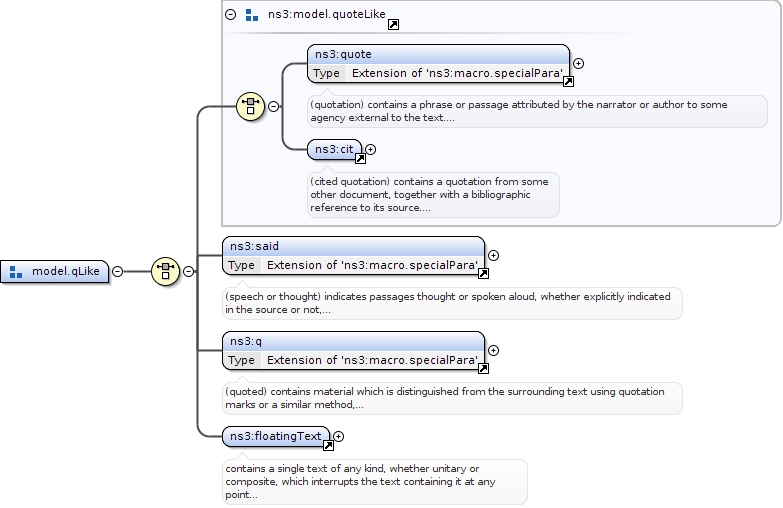 ns3:model.quoteLike
ns3:quote
Type Extension of 'ns3:macro.specialPara'
(quotation) contains a phrase or passage attributed by the narrator or author to some
agency external to the text....
ns3:cit
(cited quotation) contains a quotation from some
other document, together with a bibliographic
reference to its source....
ns3:said
Type Extension of 'ns3:macro.specialPara'
(speech or thought) indicates passages thought or spoken aloud, whether explicitly indicated
in the source or not,...
model.qLike
ns3:q
Type Extension of 'ns3:macro.specialPara'
(quoted) contains material which is distinguished from the surrounding text using quotation
marks or a similar method,...
ns3:floatingText
contains a single text of any kind, whether unitary or
composite, which interrupts the text containing it at any
point...